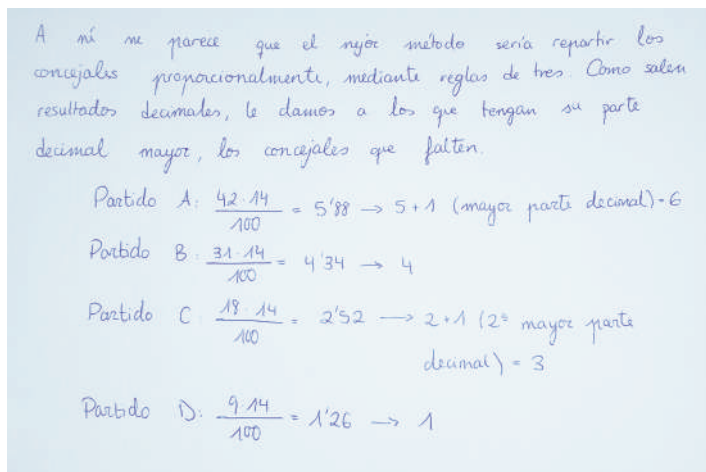 A mí me parece que el mejor método sería repartir los
concejales proporcionalmente, mediante reglas de tres. Como salen
resultados decimales, le damos a los que tengan su parte
decimal mayor, los concejales que falten.
Partido A: 42·14/100 = 5'88 → 5+1 (mayor parte decimal) = 6
Partido B: 31·14/100 = 4'34 → 4
Partido C: 18·14/100 = 2'52 → 2+1 (2º mayor parte
decimal) = 3
Partido D: 9·14/100 = 1'26 → 1